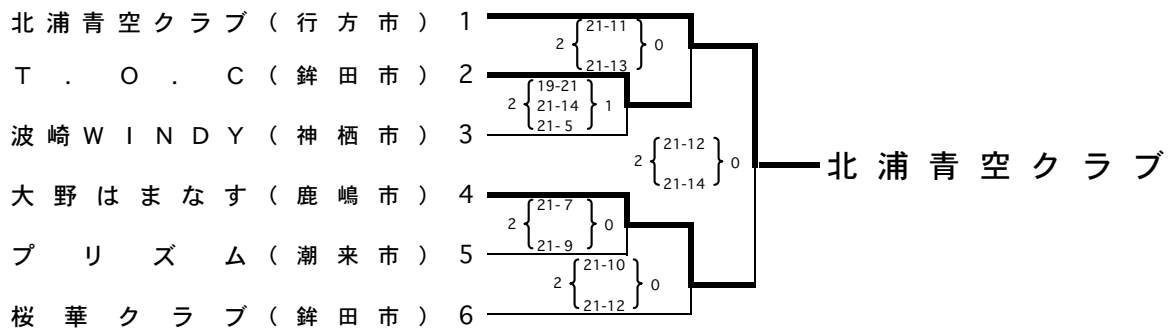 北浦青空クラブ(行方市) 1
21-11
2 0
21-13
T.O.C(鉾田市) 2
19-21
2 21-14 1
21-5
波崎WINDY(神栖市) 3
21-12
2 0
21-14
北浦青空クラブ
大野はまなす(鹿嶋市) 4
21-7
2 0
21-9
プリズム(潮来市) 5
21-10
2 0
21-12
桜華クラブ(鉾田市) 6